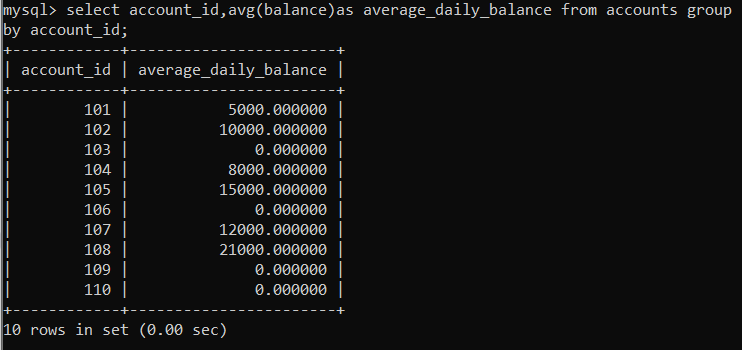 mysql> select account_id,avg(balance)as average_daily_balance from accounts group
by account_id;
+------------+-----------------------+
| account_id | average_daily_balance |
+------------+-----------------------+
|        101 |           5000.000000 |
|        102 |          10000.000000 |
|        103 |              0.000000 |
|        104 |           8000.000000 |
|        105 |          15000.000000 |
|        106 |              0.000000 |
|        107 |          12000.000000 |
|        108 |          21000.000000 |
|        109 |              0.000000 |
|        110 |              0.000000 |
+------------+-----------------------+
10 rows in set (0.00 sec)